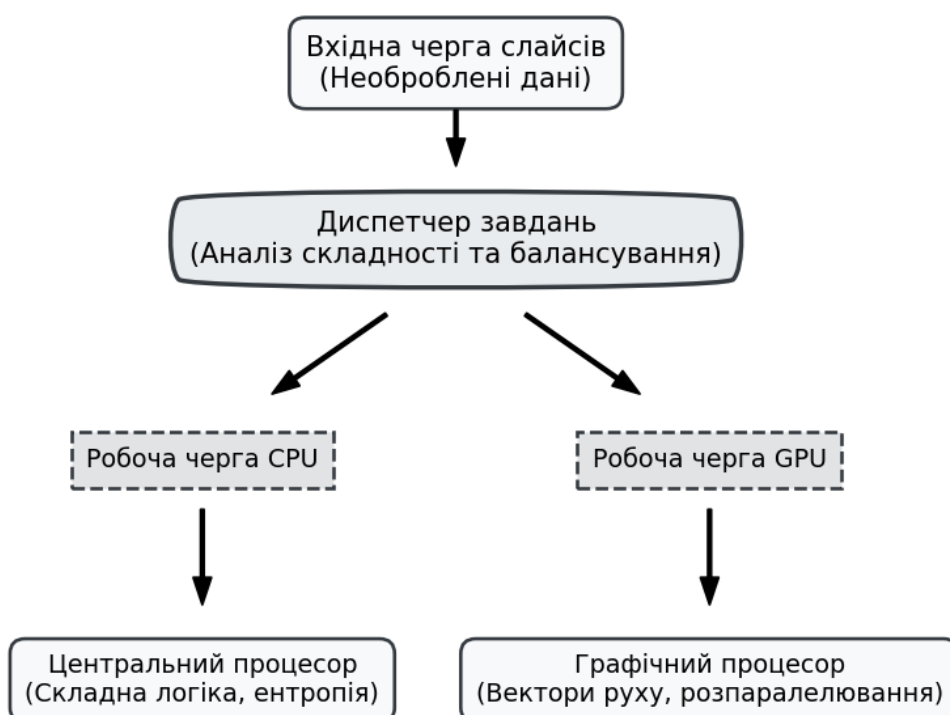 Вхідна черга слайсів
(Необроблені дані)
Диспетчер завдань
(Аналіз складності та балансування)
Робоча черга CPU
Робоча черга GPU
Центральний процесор
(Складна логіка, ентропія)
Графічний процесор
(Вектори руху, розпаралелювання)